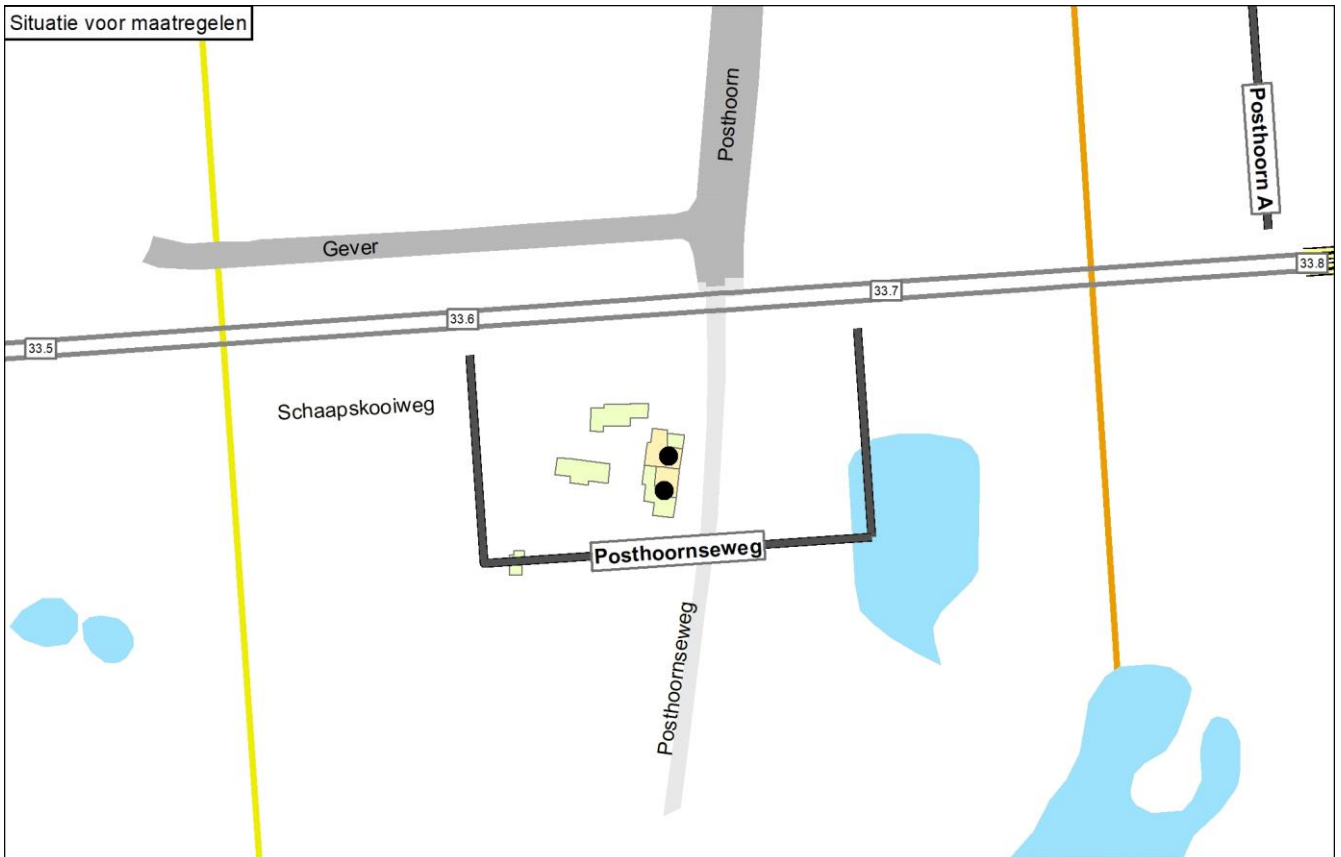 Situatie voor maatregelen
Posthoorn
Posthoorn A
Gever
33.8
33.7
33.6
33.5
Schaapskooiweg
Posthoornseweg
Posthoornseweg